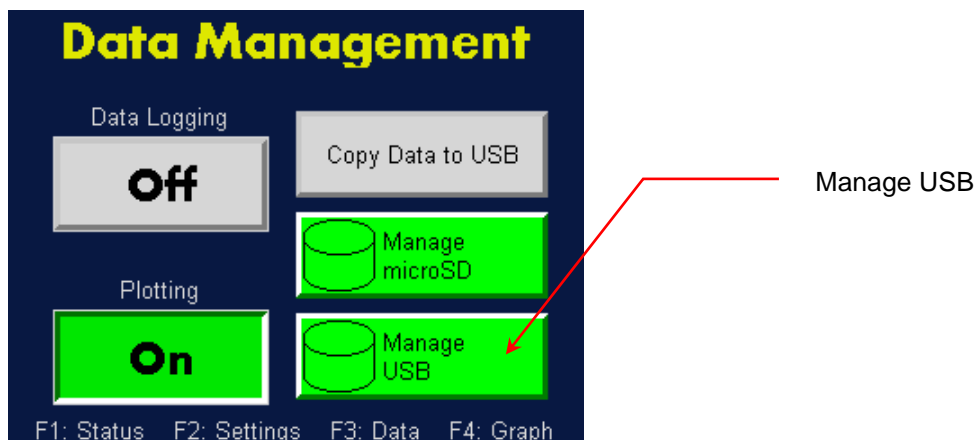 Data Management
Data Logging
Off
Copy Data to USB
Manage
microSD
Plotting
On
Manage
USB
F1: Status F2: Settings F3: Data F4: Graph
Manage USB